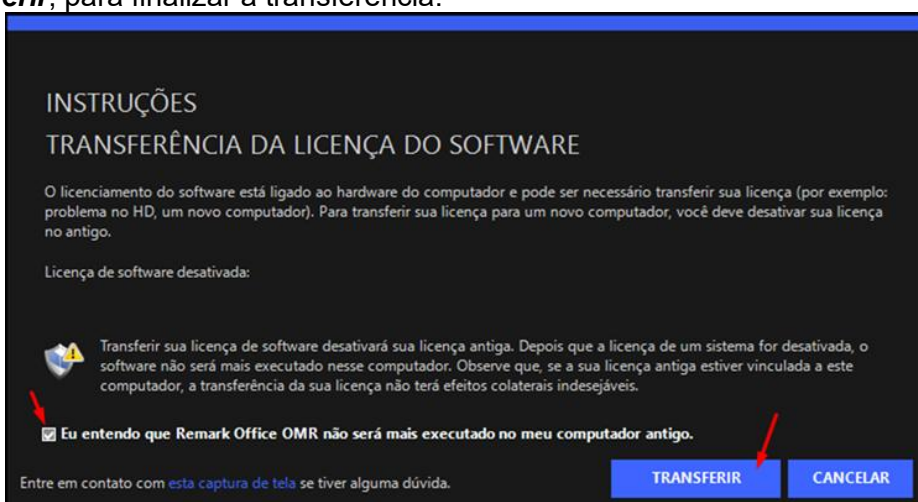 erir, para finalizar a transferência.
INSTRUÇÕES
TRANSFERÊNCIA DA LICENÇA DO SOFTWARE
O licenciamento do software está ligado ao hardware do computador e pode ser necessário transferir sua licença (por exemplo:
problema no HD, um novo computador). Para transferir sua licença para um novo computador, você deve desativar sua licença
no antigo.
Licença de software desativada:
Transferir sua licença de software desativará sua licença antiga. Depois que a licença de um sistema for desativada, o
software não será mais executado nesse computador. Observe que, se a sua licença antiga estiver vinculada a este
computador, a transferência da sua licença não terá efeitos colaterais indesejáveis.
Eu entendo que Remark Office OMR não será mais executado no meu computador antigo.
Entre em contato com esta captura de tela se tiver alguma dúvida.
TRANSFERIR
CANCELAR